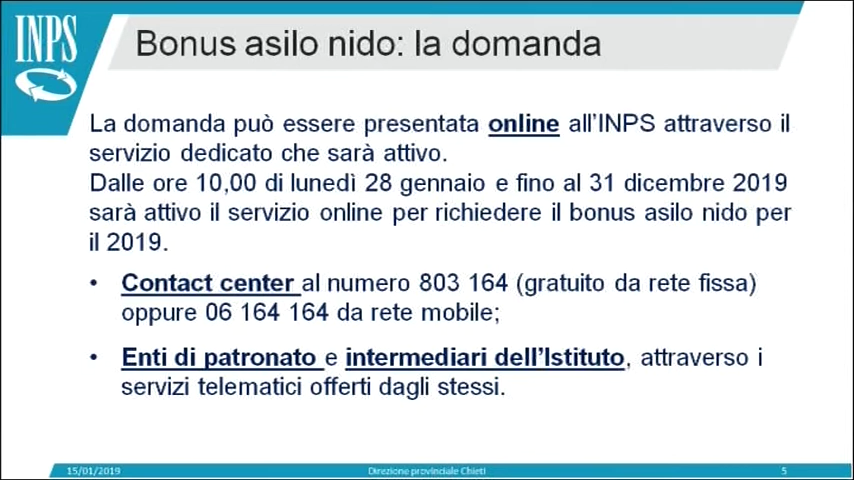 INPS
Bonus asilo nido: la domanda
La domanda può essere presentata online all'INPS attraverso il
servizio dedicato che sarà attivo.
Dalle ore 10,00 di lunedì 28 gennaio e fino al 31 dicembre 2019
sarà attivo il servizio online per richiedere il bonus asilo nido per
il 2019.
• Contact center al numero 803 164 (gratuito da rete fissa)
oppure 06 164 164 da rete mobile;
• Enti di patronato e intermediari dell'Istituto, attraverso i
servizi telematici offerti dagli stessi.
15/01/2019 Direzione provinciale Chieti 5